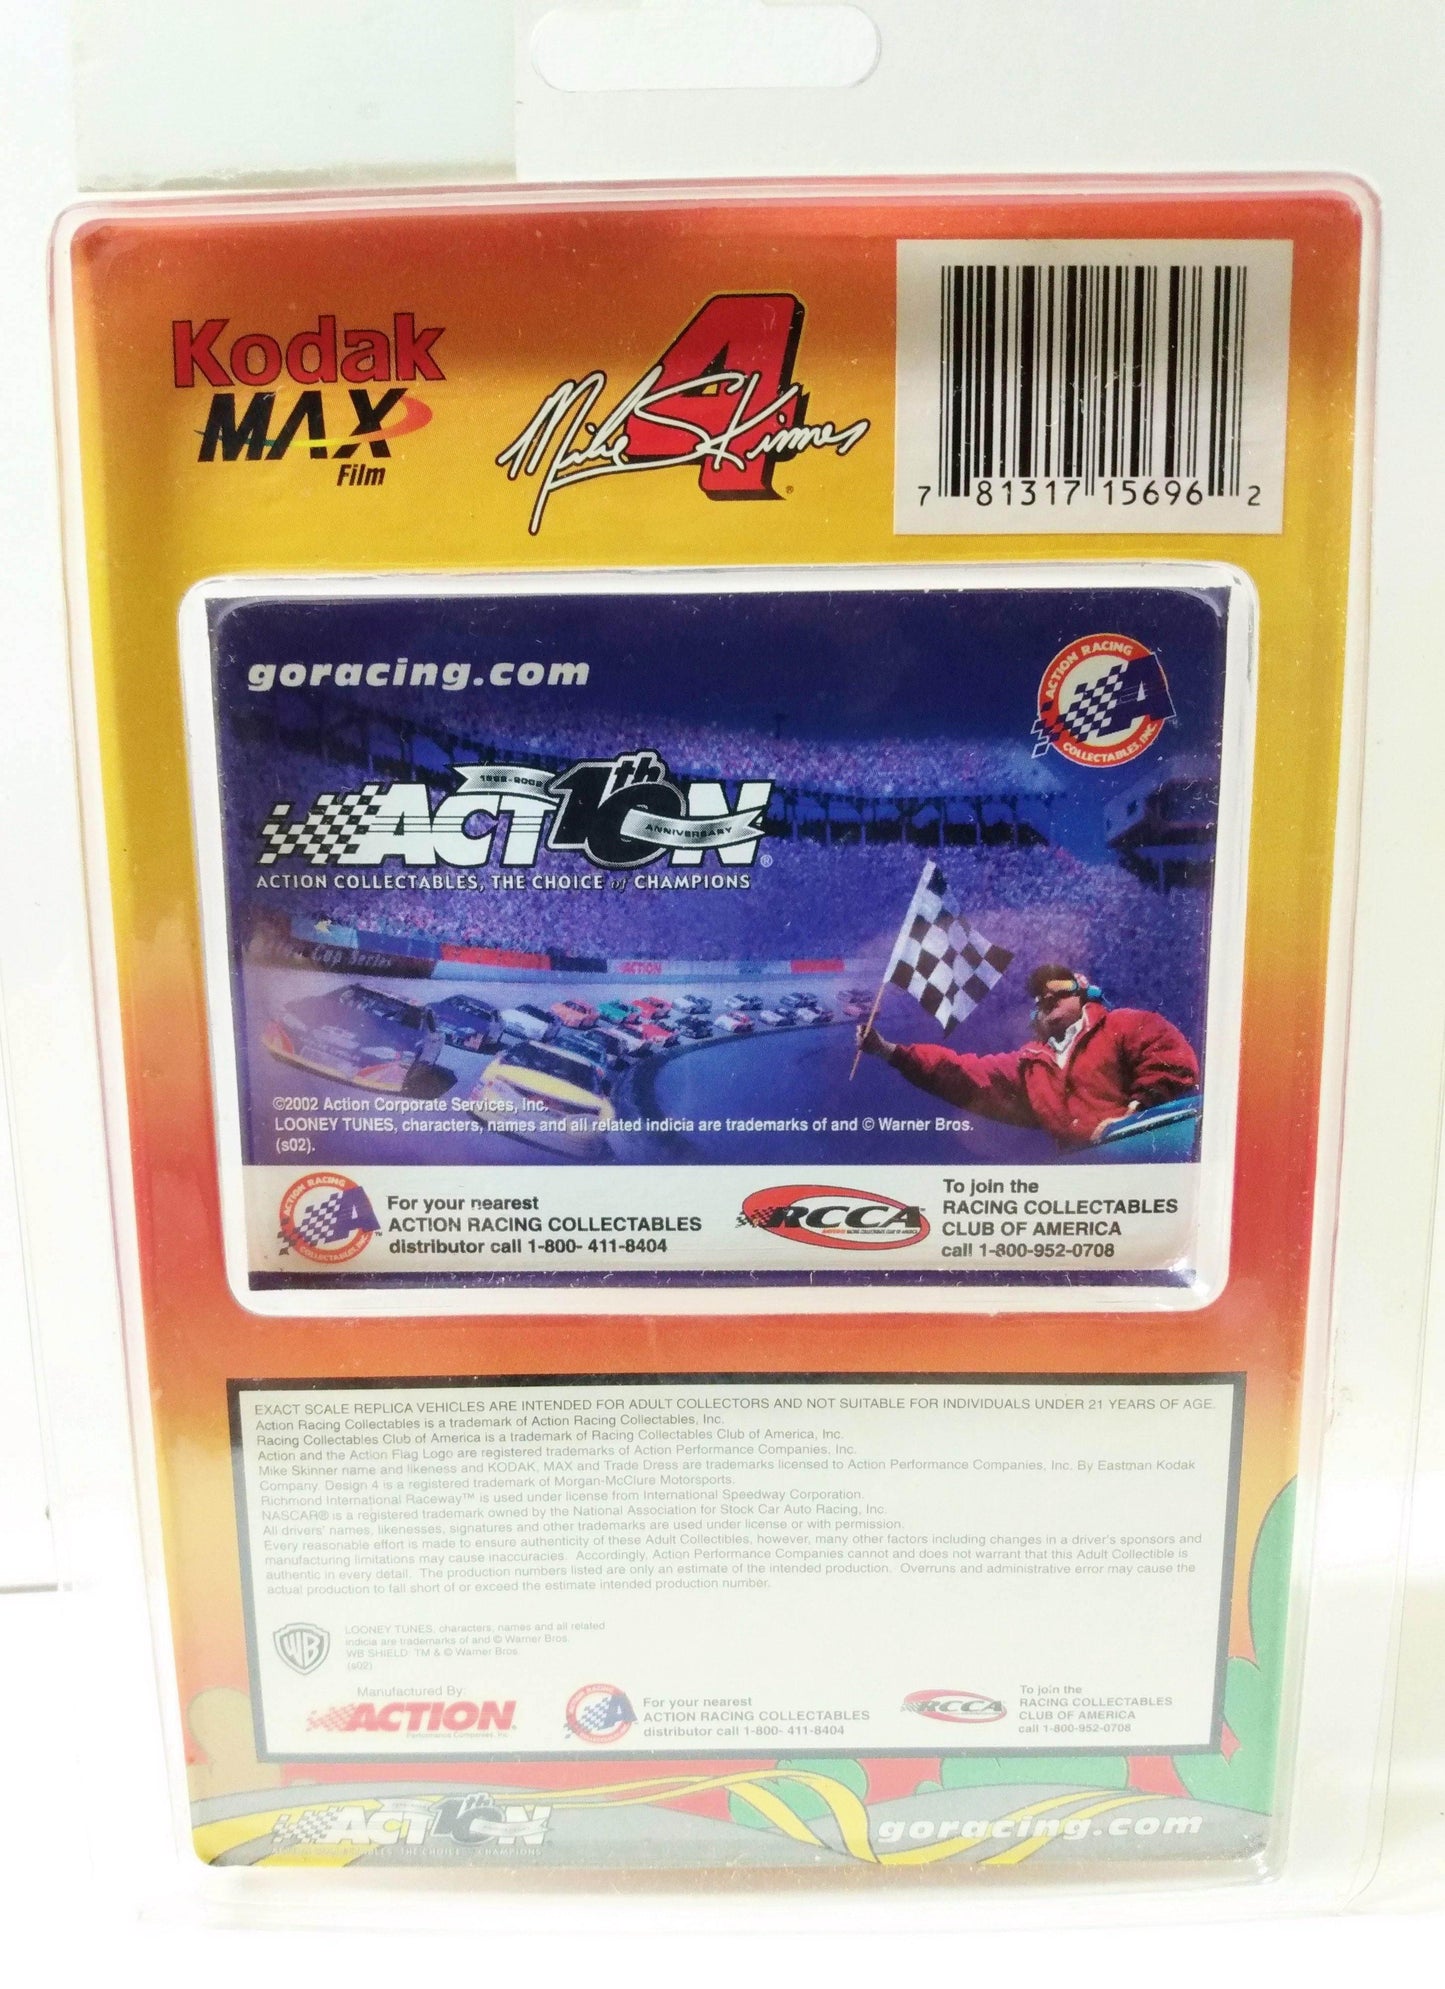 Kodak
MAX
Film
Mike Skinner
4
®
7 81317 15696 2
goracing.com
ACTION RACING
COLLECTABLES, INC.
1992-2002
ACTION 10th
ANNIVERSARY
®
ACTION COLLECTABLES, THE CHOICE of CHAMPIONS
Cup Series
ACTION
©2002 Action Corporate Services, Inc.
LOONEY TUNES, characters, names and all related indicia are trademarks of and © Warner Bros.
(s02).
ACTION RACING
COLLECTABLES, INC.
For your nearest
ACTION RACING COLLECTABLES
distributor call 1-800- 411-8404
RCCA
To join the
RACING COLLECTABLES
CLUB OF AMERICA
call 1-800-952-0708
EXACT SCALE REPLICA VEHICLES ARE INTENDED FOR ADULT COLLECTORS AND NOT SUITABLE FOR INDIVIDUALS UNDER 21 YEARS OF AGE.
Action Racing Collectables is a trademark of Action Racing Collectables, Inc.
Racing Collectables Club of America is a trademark of Racing Collectables Club of America, Inc.
Action and the Action Flag Logo are registered trademarks of Action Performance Companies, Inc.
Mike Skinner name and likeness and KODAK, MAX and Trade Dress are trademarks licensed to Action Performance Companies, Inc. By Eastman Kodak
Company. Design 4 is a registered trademark of Morgan-McClure Motorsports.
Richmond International Raceway™ is used under license from International Speedway Corporation.
NASCAR® is a registered trademark owned by the National Association for Stock Car Auto Racing, Inc.
All drivers' names, likenesses, signatures and other trademarks are used under license or with permission.
Every reasonable effort is made to ensure authenticity of these Adult Collectibles, however, many other factors including changes in a driver's sponsors and
manufacturing limitations may cause inaccuracies. Accordingly, Action Performance Companies cannot and does not warrant that this Adult Collectible is
authentic in every detail. The production numbers listed are only an estimate of the intended production. Overruns and administrative error may cause the
actual production to fall short of or exceed the estimate intended production number.
WB
LOONEY TUNES, characters, names and all related
indicia are trademarks of and © Warner Bros.
WB SHIELD: TM & © Warner Bros.
(s02)
Manufactured By:
ACTION
Performance Companies, Inc.
For your nearest
ACTION RACING COLLECTABLES
distributor call 1-800- 411-8404
RCCA
To join the
RACING COLLECTABLES
CLUB OF AMERICA
call 1-800-952-0708
ACTION 10th
THE CHOICE of CHAMPIONS
goracing.com